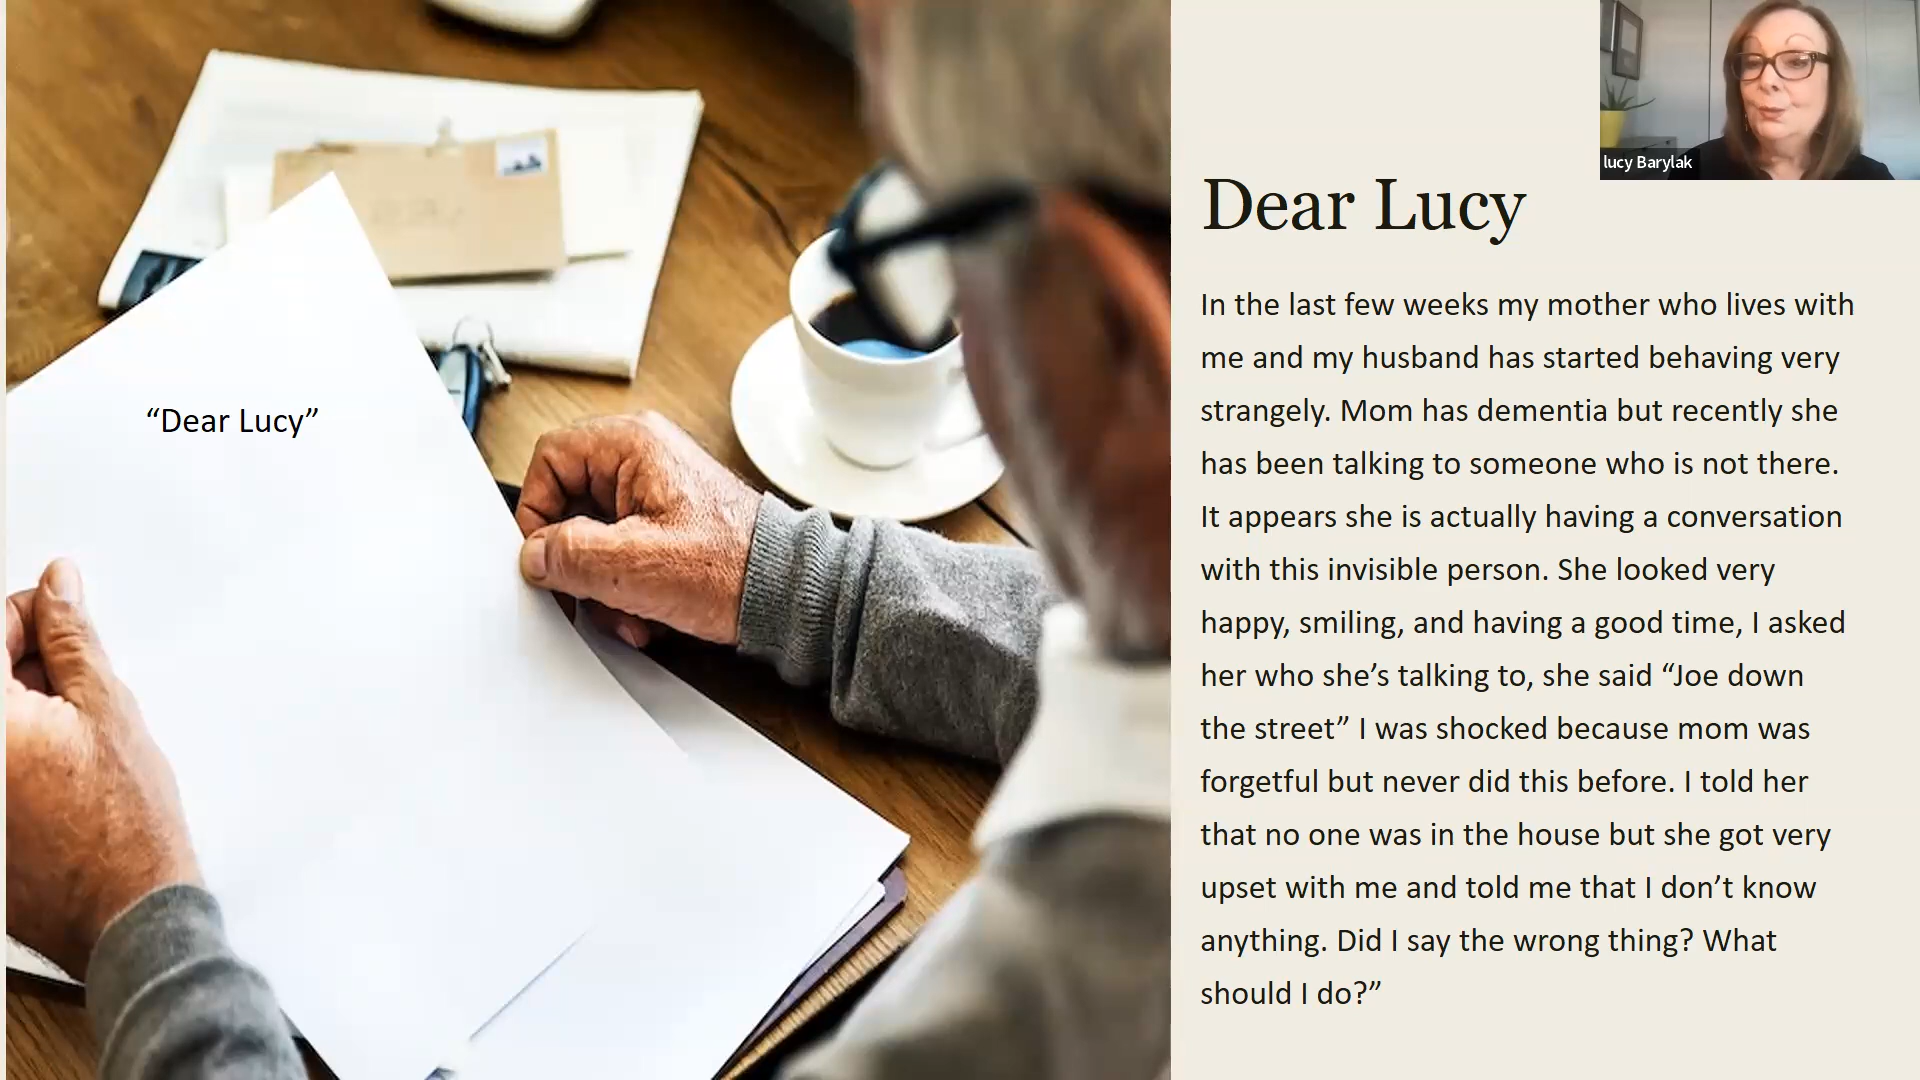 lucy Barylak
Dear Lucy
“Dear Lucy”
In the last few weeks my mother who lives with
me and my husband has started behaving very
strangely. Mom has dementia but recently she
has been talking to someone who is not there.
It appears she is actually having a conversation
with this invisible person. She looked very
happy, smiling, and having a good time, I asked
her who she’s talking to, she said “Joe down
the street” I was shocked because mom was
forgetful but never did this before. I told her
that no one was in the house but she got very
upset with me and told me that I don’t know
anything. Did I say the wrong thing? What
should I do?”